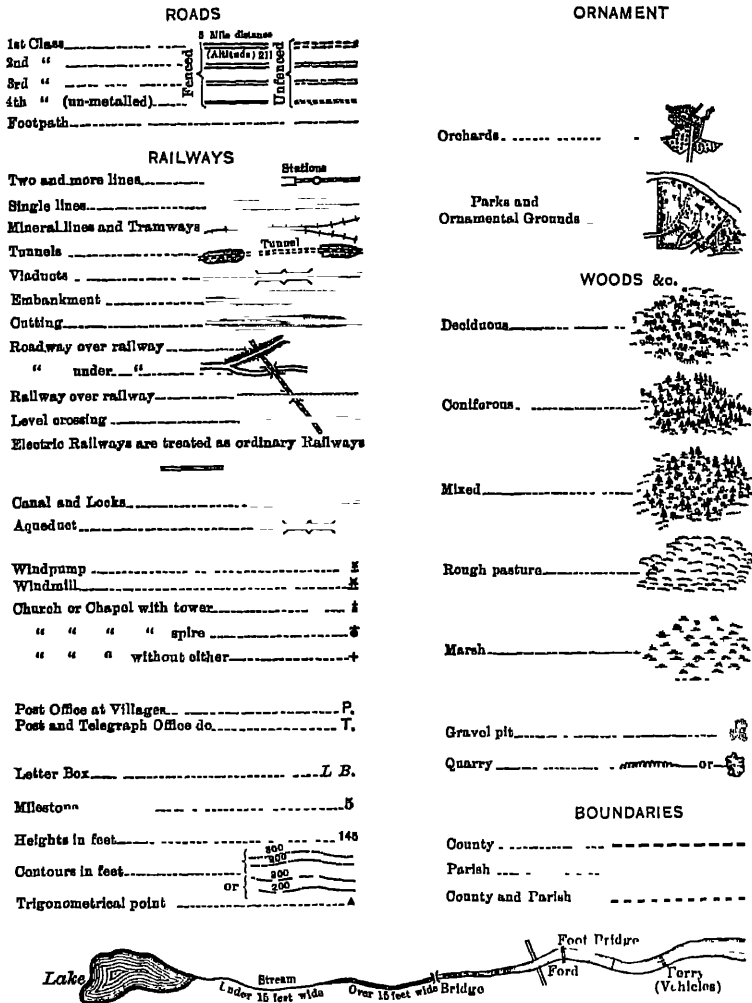 ROADS
5 Mile distance
1st Class
(Altitude) 211
2nd "
3rd "
4th " (un-metalled)
Fenced
Unfenced
Footpath
RAILWAYS
Stations
Two and more lines
Single lines
Mineral lines and Tramways
Tunnels
Tunnel
Viaducts
Embankment
Cutting
Roadway over railway
" under "
Railway over railway
Level crossing
Electric Railways are treated as ordinary Railways
Canal and Locks
Aqueduct
Windpump
Windmill
Church or Chapel with tower
" " " " spire
" " " without either
Post Office at Villages P.
Post and Telegraph Office do. T.
Letter Box L B.
Milestone 5
Heights in feet 145
300
200
Contours in feet
or
300
200
Trigonometrical point
ORNAMENT
Orchards
Parks and
Ornamental Grounds
WOODS &c.
Deciduous
Coniferous
Mixed
Rough pasture
Marsh
Gravel pit
Quarry or
BOUNDARIES
County
Parish
County and Parish
Lake
Stream
Under 15 feet wide
Over 15 feet wide
Bridge
Foot Bridge
Ford
Ferry
(Vehicles)